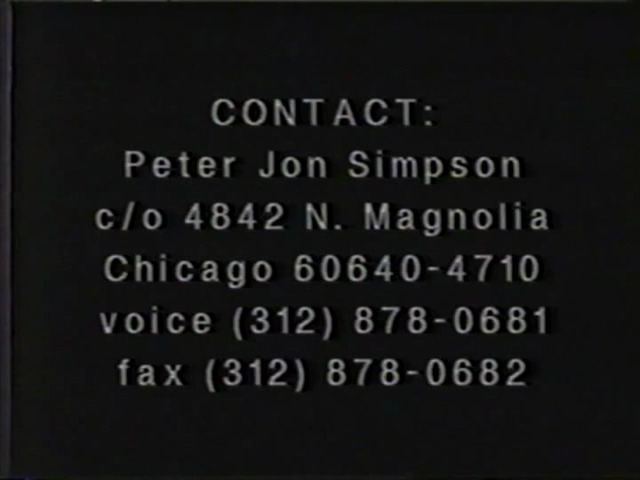 CONTACT:
Peter Jon Simpson
c/o 4842 N. Magnolia
Chicago 60640-4710
voice (312) 878-0681
fax (312) 878-0682